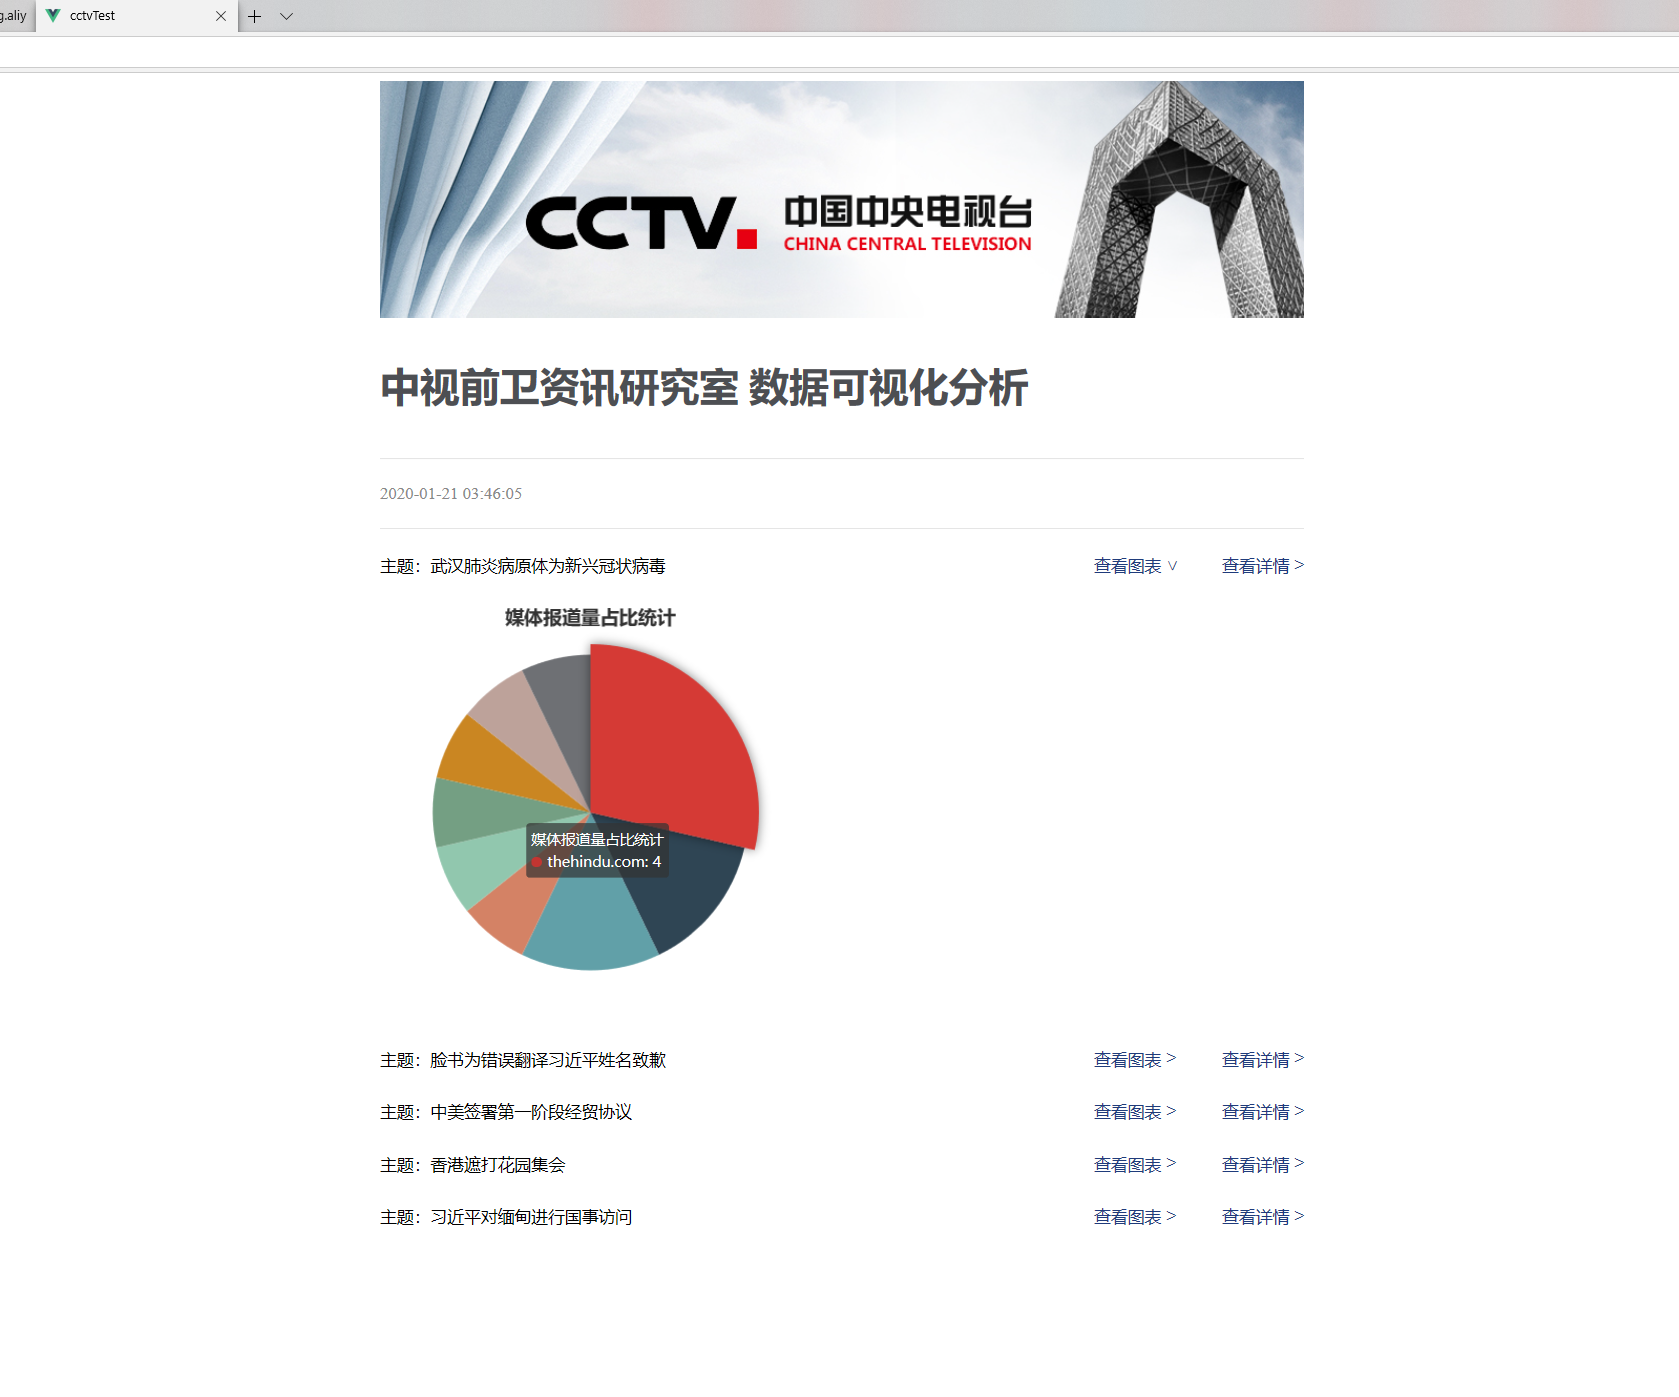 g.aliy
cctvTest
CCTV.
中国中央电视台
CHINA CENTRAL TELEVISION
中视前卫资讯研究室 数据可视化分析
2020-01-21 03:46:05
主题：武汉肺炎病原体为新兴冠状病毒 查看图表 ∨ 查看详情 >
媒体报道量占比统计
媒体报道量占比统计
thehindu.com: 4
主题：脸书为错误翻译习近平姓名致歉 查看图表 > 查看详情 >
主题：中美签署第一阶段经贸协议 查看图表 > 查看详情 >
主题：香港遮打花园集会 查看图表 > 查看详情 >
主题：习近平对缅甸进行国事访问 查看图表 > 查看详情 >